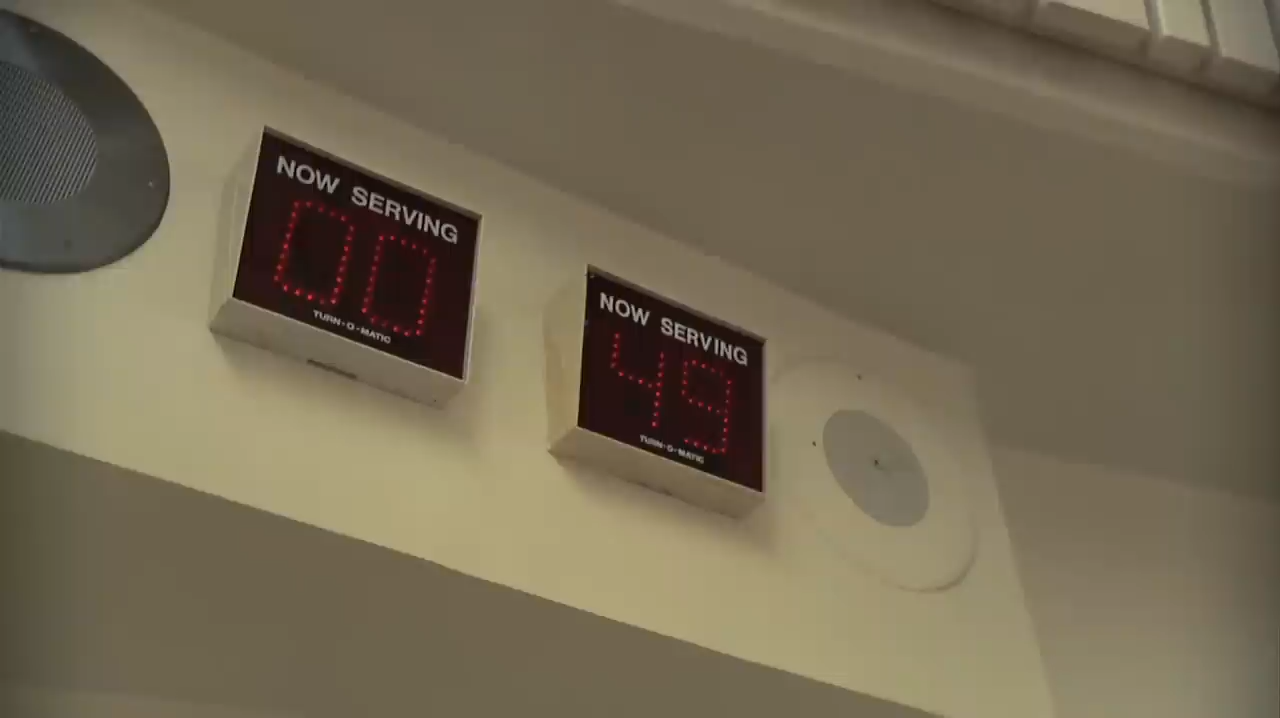 NOW SERVING
00
TURN-O-MATIC
NOW SERVING
49
TURN-O-MATIC